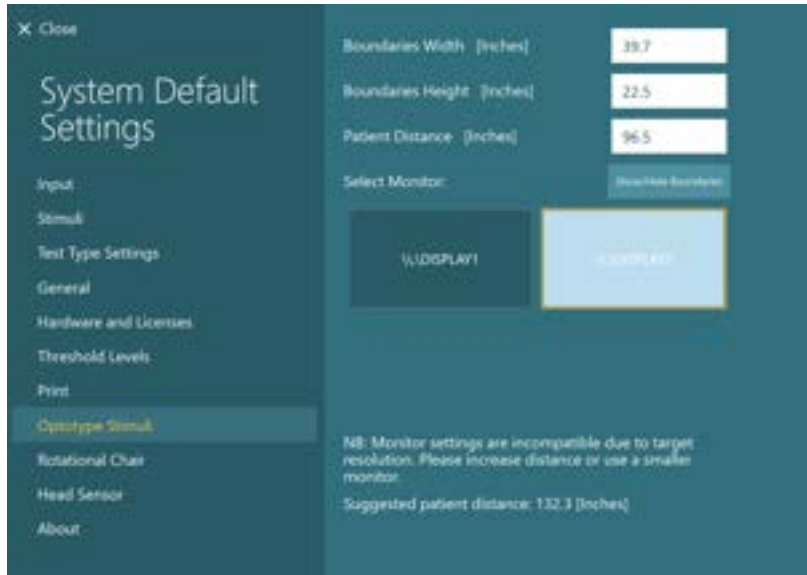 Close
System Default
Settings
Input
Stimuli
Test Type Settings
General
Hardware and Licenses
Threshold Levels
Print
Optotype Stimuli
Rotational Chair
Head Sensor
About
Boundaries Width [Inches]
39.7
Boundaries Height [Inches]
22.5
Patient Distance [Inches]
96.5
Select Monitor:
Show/Hide Boundaries
\\.\DISPLAY1
NB: Monitor settings are incompatible due to target
resolution. Please increase distance or use a smaller
monitor.
Suggested patient distance: 132.3 [Inches]